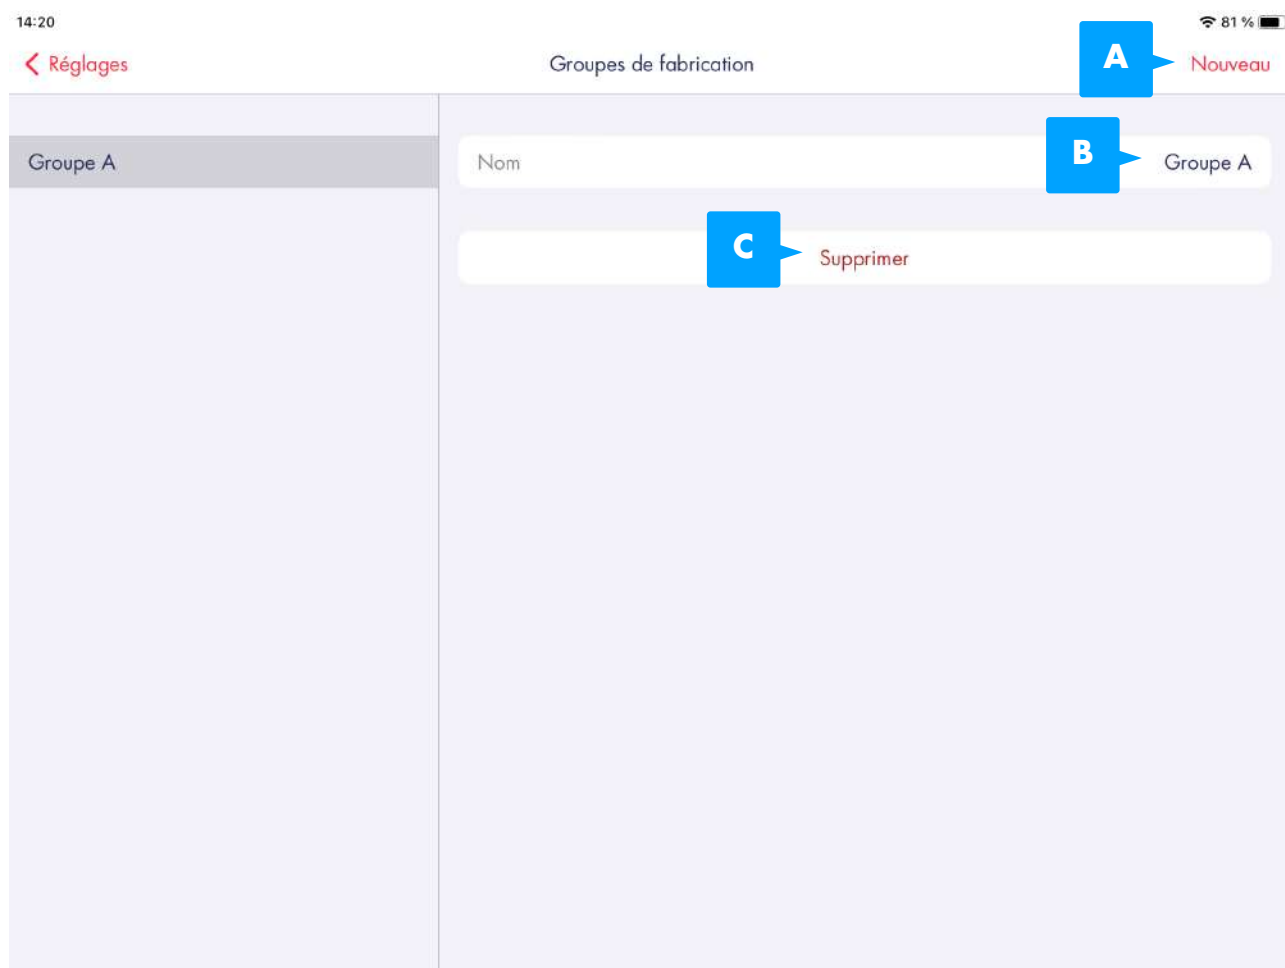 14:20 81 %
Réglages Groupes de fabrication A Nouveau
Groupe A Nom B Groupe A
C Supprimer